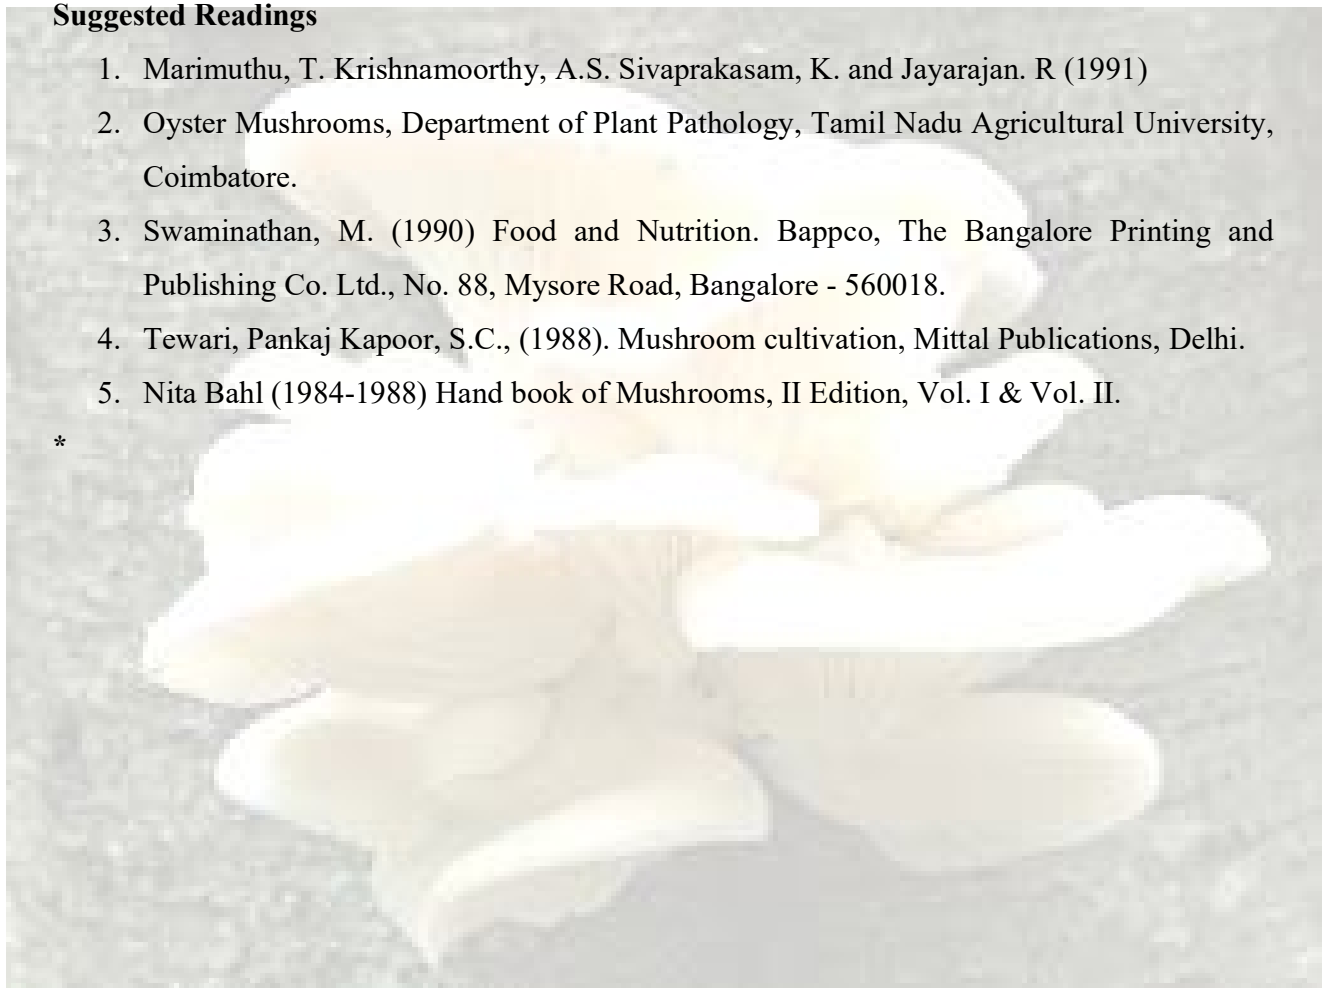 Suggested Readings
1. Marimuthu, T. Krishnamoorthy, A.S. Sivaprakasam, K. and Jayarajan. R (1991)
2. Oyster Mushrooms, Department of Plant Pathology, Tamil Nadu Agricultural University,
Coimbatore.
3. Swaminathan, M. (1990) Food and Nutrition. Bappco, The Bangalore Printing and
Publishing Co. Ltd., No. 88, Mysore Road, Bangalore - 560018.
4. Tewari, Pankaj Kapoor, S.C., (1988). Mushroom cultivation, Mittal Publications, Delhi.
5. Nita Bahl (1984-1988) Hand book of Mushrooms, II Edition, Vol. I & Vol. II.
*